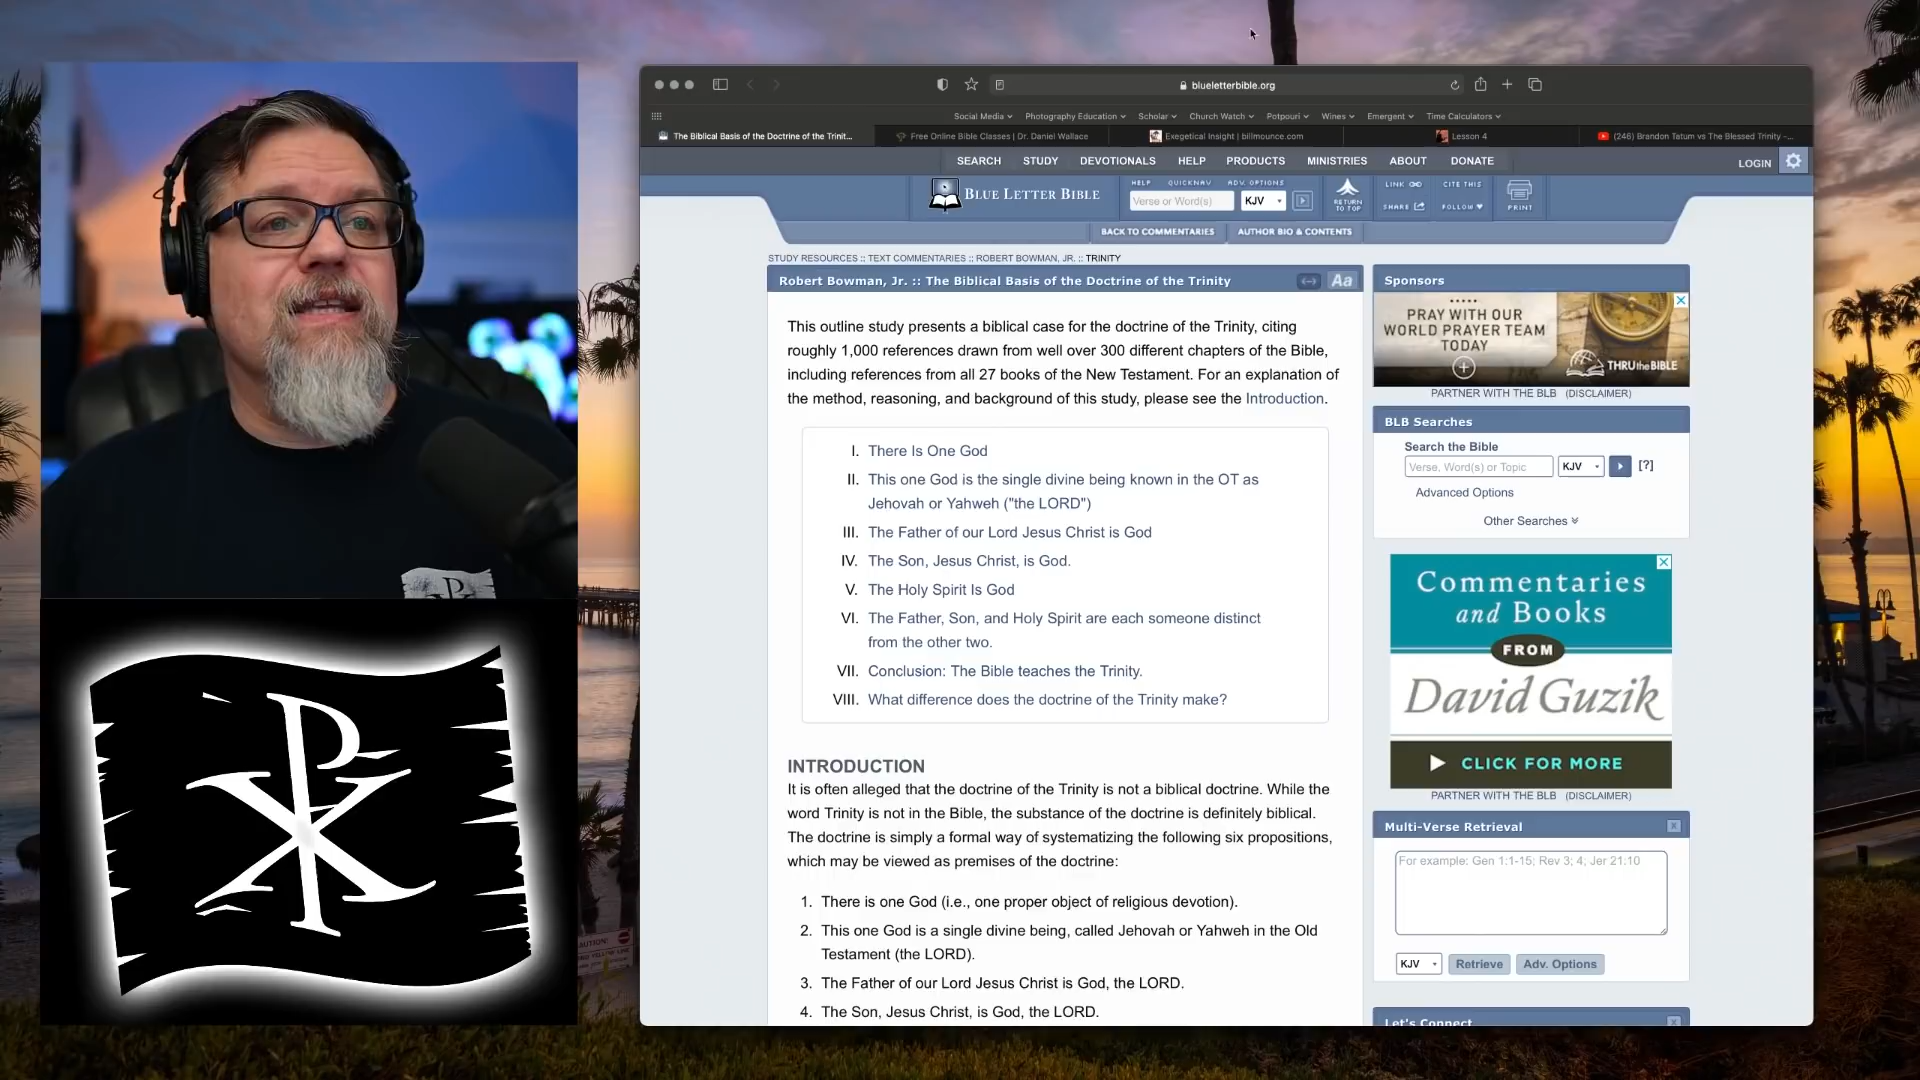 blueletterbible.org
Social Media
Photography Education
Scholar
Church Watch
Potpouri
Wines
Emergent
Time Calculators
The Biblical Basis of the Doctrine of the Trinit...
Free Online Bible Classes | Dr. Daniel Wallace
Exegetical Insight | billmounce.com
Lesson 4
(246) Brandon Tatum vs The Blessed Trinity -...
SEARCH STUDY DEVOTIONALS HELP PRODUCTS MINISTRIES ABOUT DONATE
LOGIN
BLUE LETTER BIBLE
HELP QUICKNAV ADV. OPTIONS
Verse or Word(s) KJV
RETURN
TO TOP
LINK
CITE THIS
SHARE
FOLLOW
PRINT
BACK TO COMMENTARIES
AUTHOR BIO & CONTENTS
STUDY RESOURCES :: TEXT COMMENTARIES :: ROBERT BOWMAN, JR. :: TRINITY
Robert Bowman, Jr. :: The Biblical Basis of the Doctrine of the Trinity
Aa
This outline study presents a biblical case for the doctrine of the Trinity, citing
roughly 1,000 references drawn from well over 300 different chapters of the Bible,
including references from all 27 books of the New Testament. For an explanation of
the method, reasoning, and background of this study, please see the Introduction.
I. There Is One God
II. This one God is the single divine being known in the OT as
Jehovah or Yahweh ("the LORD")
III. The Father of our Lord Jesus Christ is God
IV. The Son, Jesus Christ, is God.
V. The Holy Spirit Is God
VI. The Father, Son, and Holy Spirit are each someone distinct
from the other two.
VII. Conclusion: The Bible teaches the Trinity.
VIII. What difference does the doctrine of the Trinity make?
INTRODUCTION
It is often alleged that the doctrine of the Trinity is not a biblical doctrine. While the
word Trinity is not in the Bible, the substance of the doctrine is definitely biblical.
The doctrine is simply a formal way of systematizing the following six propositions,
which may be viewed as premises of the doctrine:
1. There is one God (i.e., one proper object of religious devotion).
2. This one God is a single divine being, called Jehovah or Yahweh in the Old
Testament (the LORD).
3. The Father of our Lord Jesus Christ is God, the LORD.
4. The Son, Jesus Christ, is God, the LORD.
Sponsors
PRAY WITH OUR
WORLD PRAYER TEAM
TODAY
THRU the BIBLE
PARTNER WITH THE BLB (DISCLAIMER)
BLB Searches
Search the Bible
Verse, Word(s) or Topic KJV [?]
Advanced Options
Other Searches
Commentaries
and Books
FROM
David Guzik
CLICK FOR MORE
PARTNER WITH THE BLB (DISCLAIMER)
Multi-Verse Retrieval
For example: Gen 1:1-15; Rev 3; 4; Jer 21:10
KJV Retrieve Adv. Options
Let's Connect